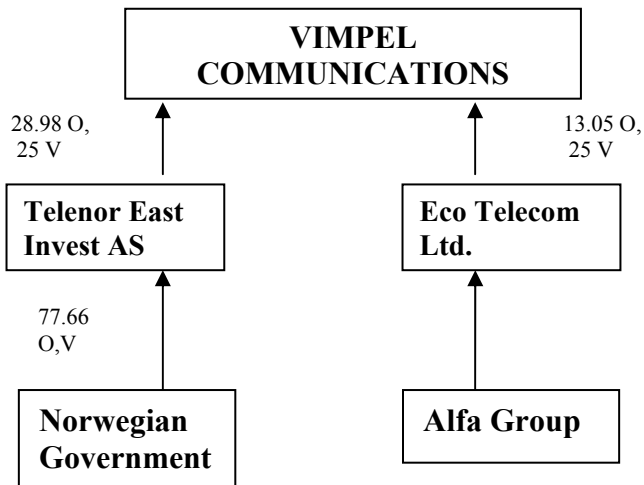 VIMPEL
COMMUNICATIONS
28.98 O,
25 V
13.05 O,
25 V
Telenor East
Invest AS
Eco Telecom
Ltd.
77.66
O,V
Norwegian
Government
Alfa Group